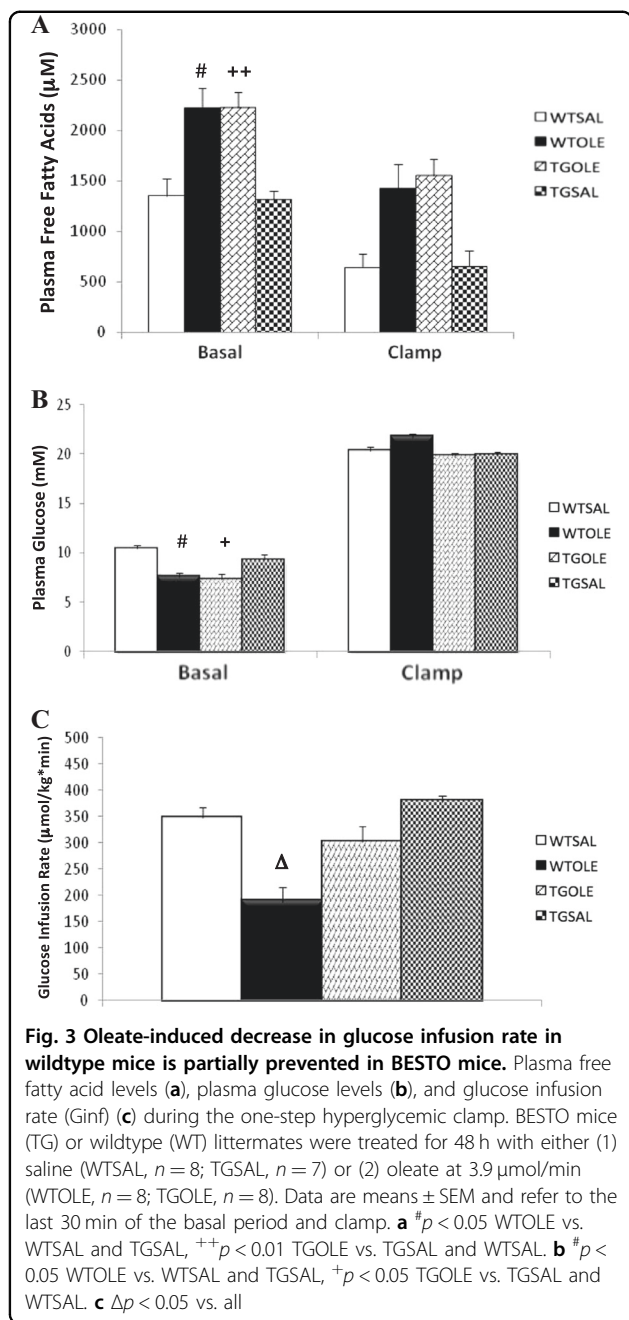 A
Plasma Free Fatty Acids (μM)
3000
2500
2000
1500
1000
500
0
# ++
Basal Clamp
WTSAL
WTOLE
TGOLE
TGSAL
B
Plasma Glucose (mM)
25
20
15
10
5
0
# +
Basal Clamp
WTSAL
WTOLE
TGOLE
TGSAL
C
Glucose Infusion Rate (μmol/kg*min)
500
450
400
350
300
250
200
150
100
50
0
Δ
WTSAL
WTOLE
TGOLE
TGSAL
Fig. 3 Oleate-induced decrease in glucose infusion rate in
wildtype mice is partially prevented in BESTO mice. Plasma free
fatty acid levels (a), plasma glucose levels (b), and glucose infusion
rate (Ginf) (c) during the one-step hyperglycemic clamp. BESTO mice
(TG) or wildtype (WT) littermates were treated for 48 h with either (1)
saline (WTSAL, n = 8; TGSAL, n = 7) or (2) oleate at 3.9 μmol/min
(WTOLE, n = 8; TGOLE, n = 8). Data are means ± SEM and refer to the
last 30 min of the basal period and clamp. a #p < 0.05 WTOLE vs.
WTSAL and TGSAL, ++p < 0.01 TGOLE vs. TGSAL and WTSAL. b #p <
0.05 WTOLE vs. WTSAL and TGSAL, +p < 0.05 TGOLE vs. TGSAL and
WTSAL. c Δp < 0.05 vs. all